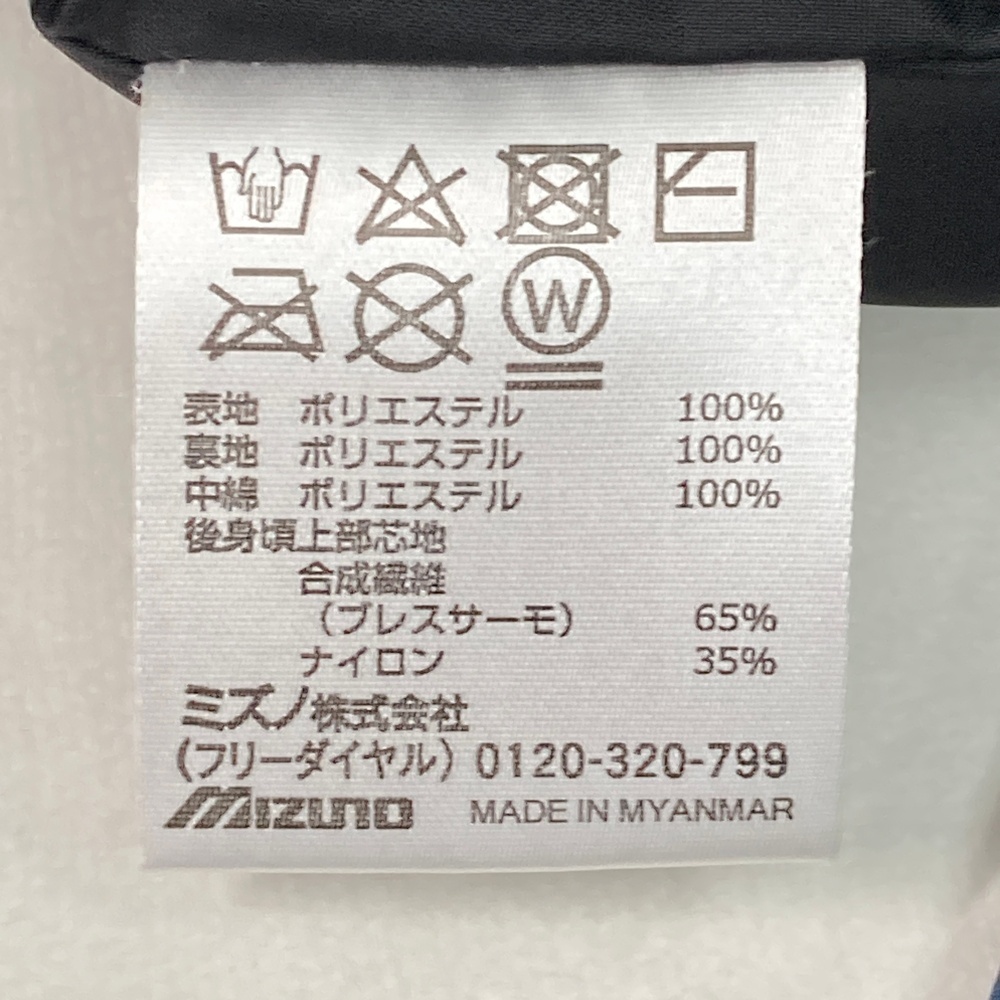 W
表地 ポリエステル 100%
裏地 ポリエステル 100%
中綿 ポリエステル 100%
後身頃上部芯地
合成繊維
(ブレスサーモ) 65%
ナイロン 35%
ミズノ株式会社
(フリーダイヤル) 0120-320-799
MIZUNO MADE IN MYANMAR